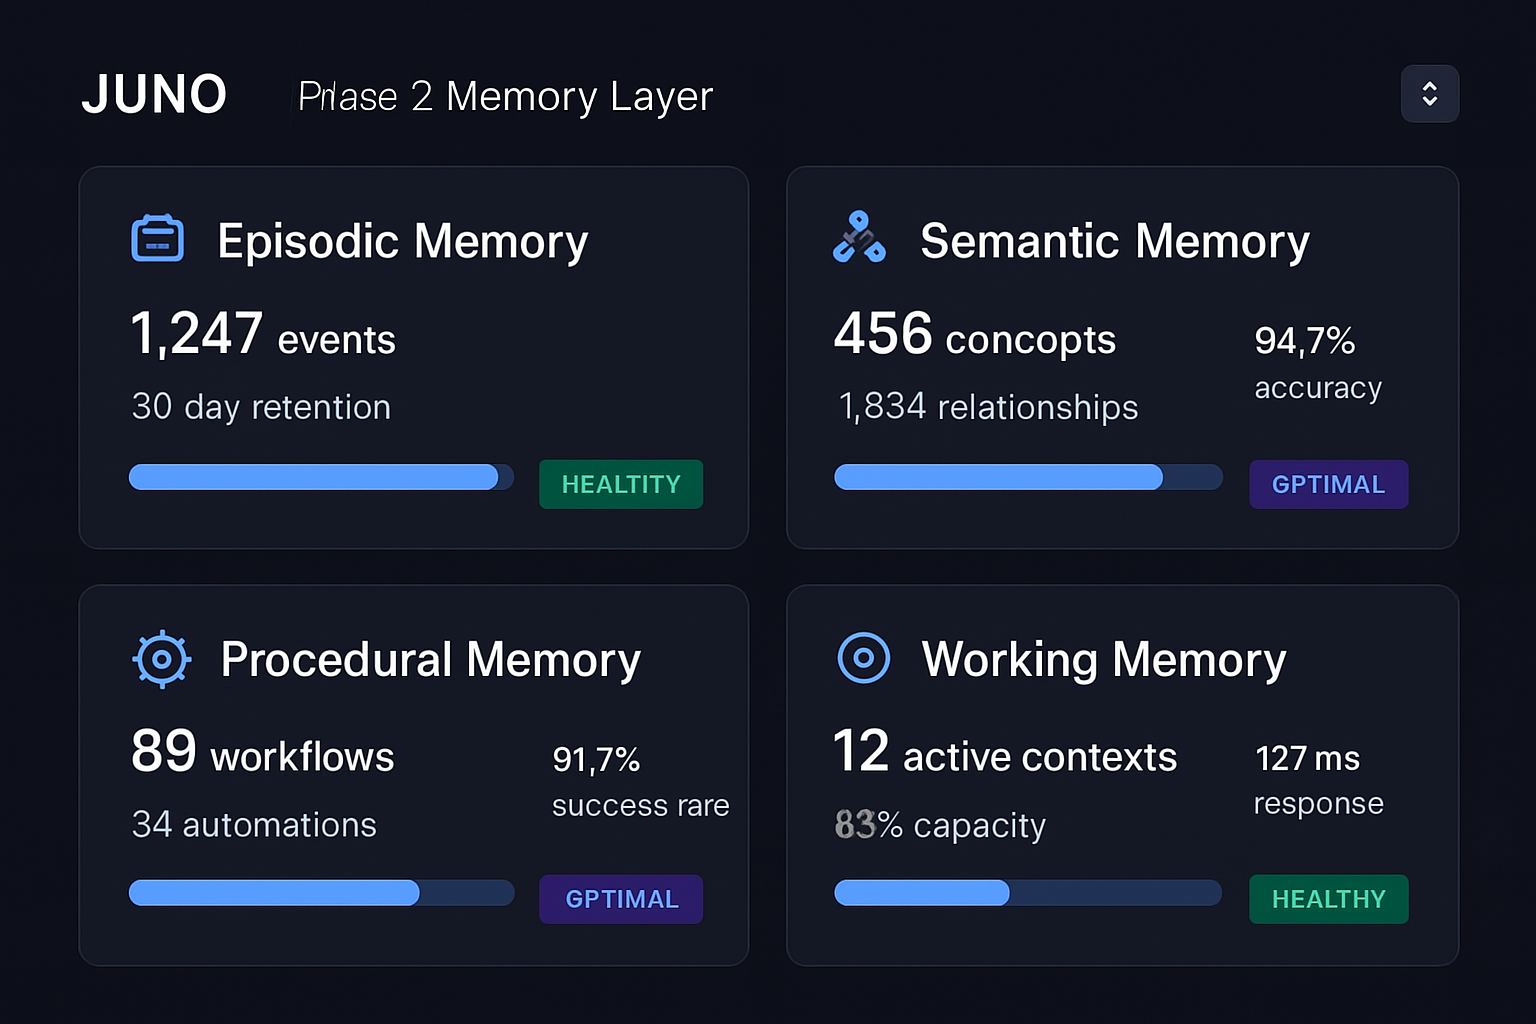 JUNO
Phase 2 Memory Layer
Episodic Memory
1,247 events
30 day retention
HEALTITY
Semantic Memory
456 concopts
94,7%
accuracy
1,834 relationships
GPTIMAL
Procedural Memory
89 workflows
91,7%
success rare
34 automations
GPTIMAL
Working Memory
12 active contexts
127 ms
response
83% capacity
HEALTHY